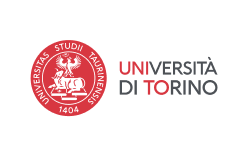 UNIVERSITAS STUDII TAURINENSIS
1404
UNIVERSITÀ
DI TORINO